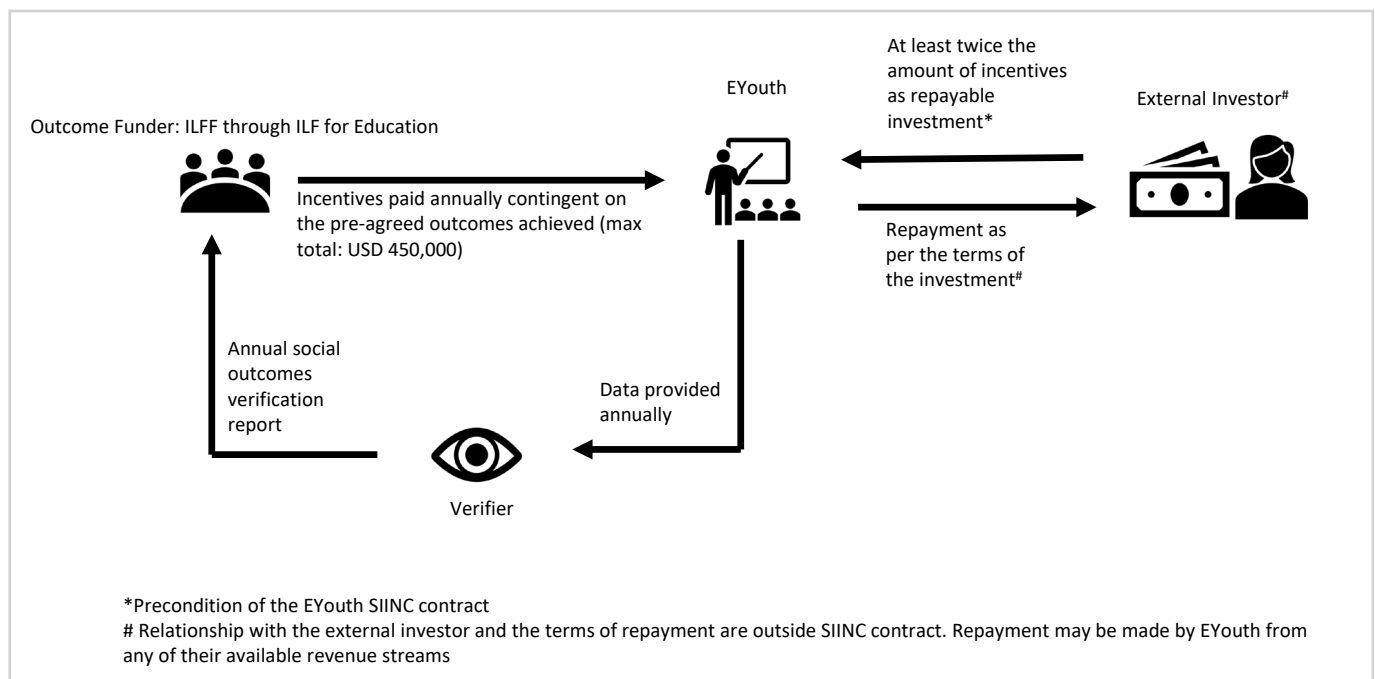 At least twice the
amount of incentives
as repayable
investment*
EYouth
External Investor#
Outcome Funder: ILFF through ILF for Education
Incentives paid annually contingent on
the pre-agreed outcomes achieved (max
total: USD 450,000)
Repayment as
per the terms of
the investment#
Annual social
outcomes
verification
report
Data provided
annually
Verifier
*Precondition of the EYouth SIINC contract
# Relationship with the external investor and the terms of repayment are outside SIINC contract. Repayment may be made by EYouth from
any of their available revenue streams